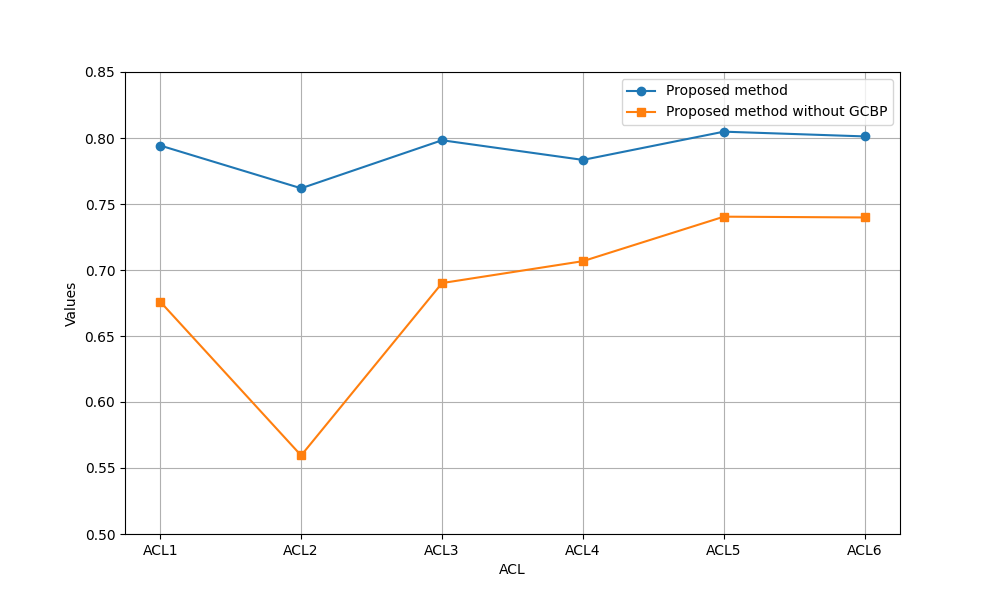 Proposed method
Proposed method without GCBP
0.85
0.80
0.75
0.70
0.65
0.60
0.55
0.50
Values
ACL1 ACL2 ACL3 ACL4 ACL5 ACL6
ACL